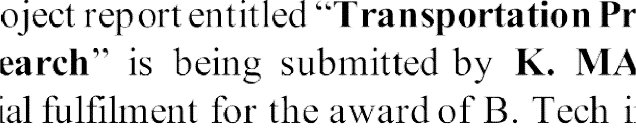 oject report entitled “Transportation Pr
earch” is being submitted by K. MA
ial fulfilment for the award of B. Tech i